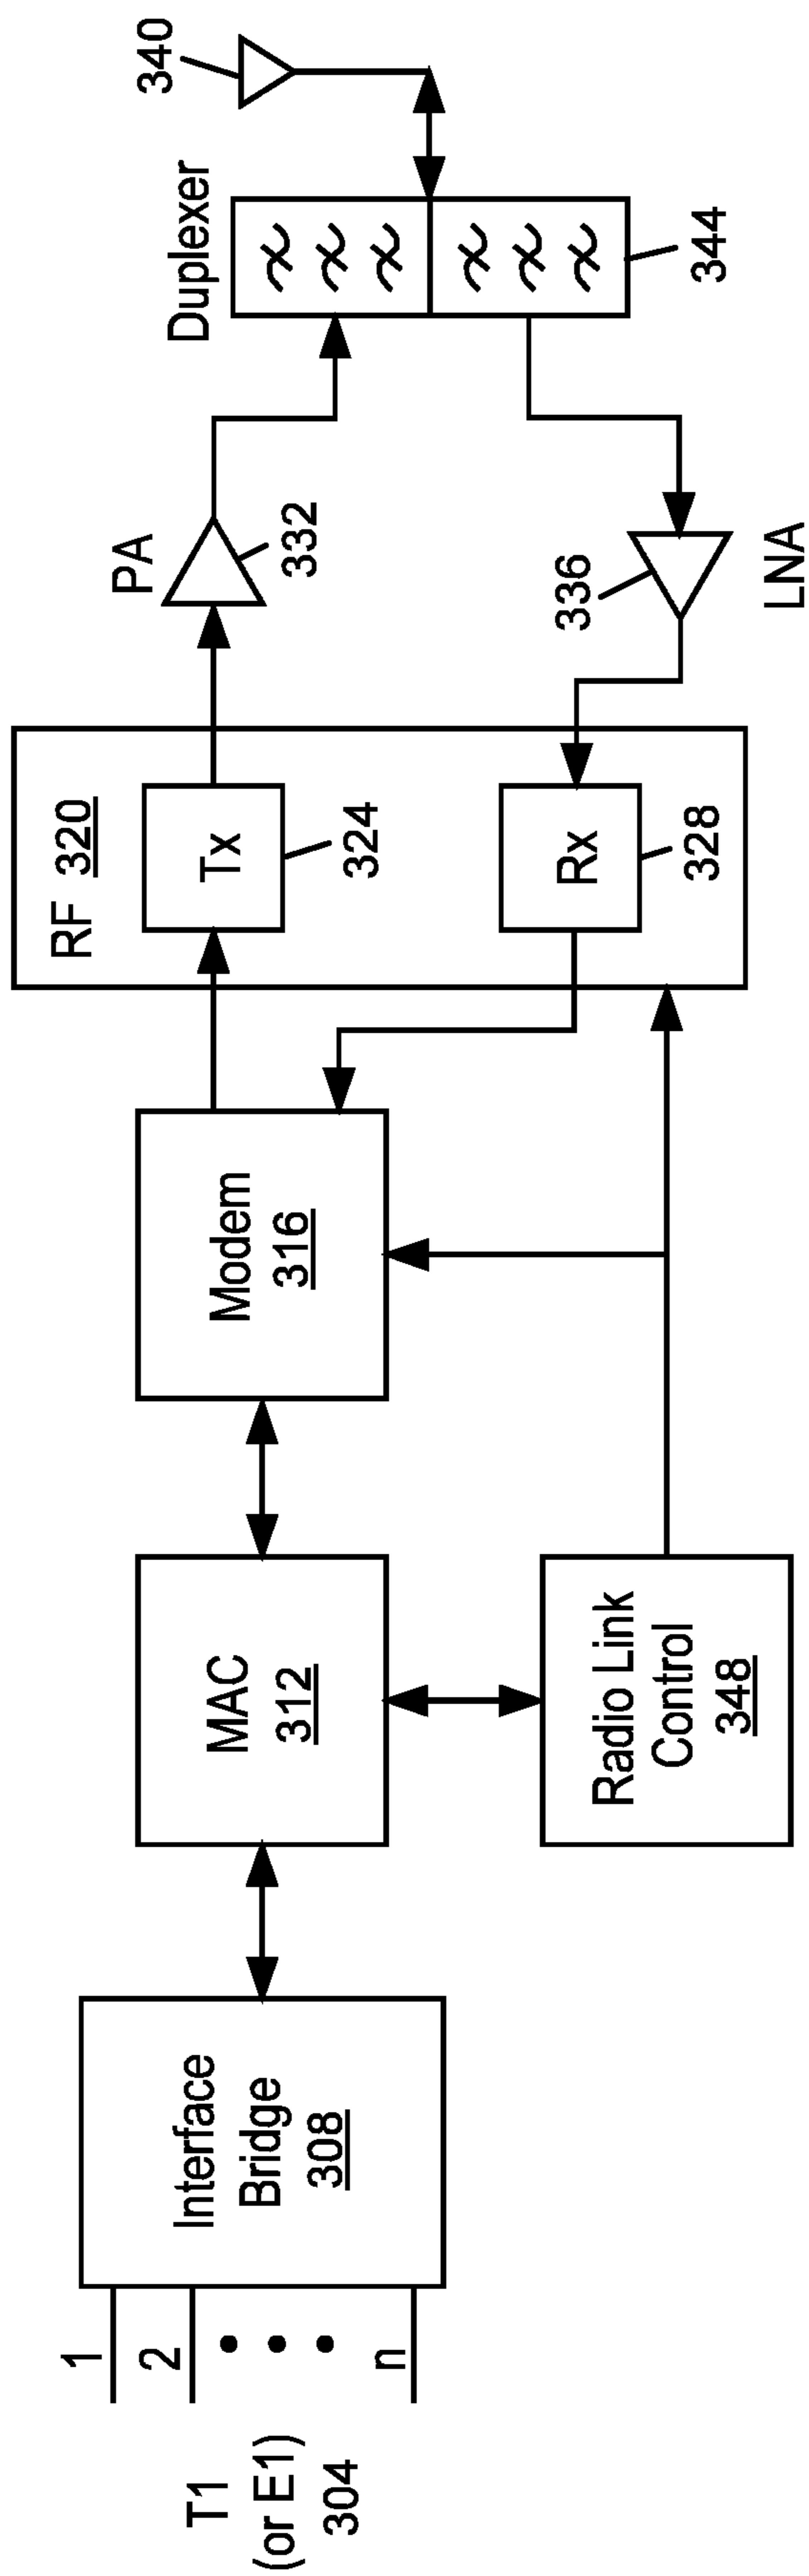 1
2
n
T1
(or E1)
304
Interface
Bridge
308
MAC
312
Radio Link
Control
348
Modem
316
RF 320
Tx
324
Rx
328
PA
332
336
LNA
Duplexer
344
340